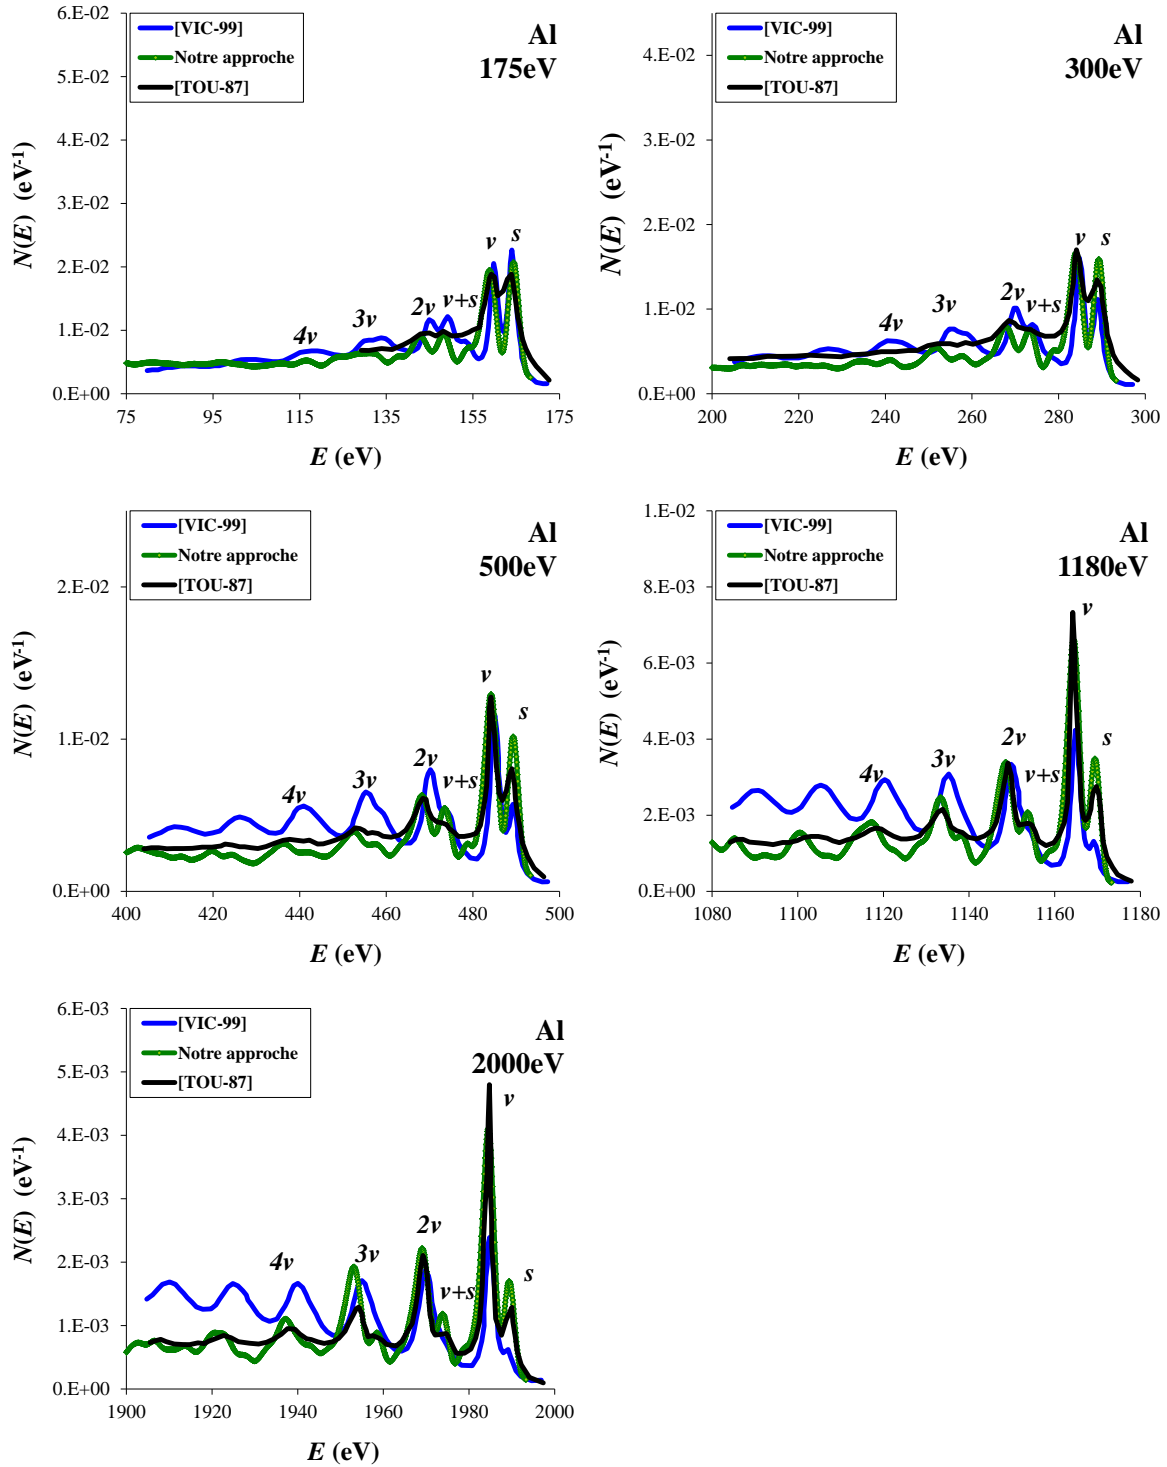 [VIC-99]
Notre approche
[TOU-87]
Al
175eV
6.E-02
5.E-02
4.E-02
3.E-02
2.E-02
1.E-02
0.E+00
N(E) (eV-1)
4v
3v
2v
v+s
v
s
75 95 115 135 155 175
E (eV)
[VIC-99]
Notre approche
[TOU-87]
Al
300eV
4.E-02
3.E-02
2.E-02
1.E-02
0.E+00
N(E) (eV-1)
4v
3v
2v
v+s
v
s
200 220 240 260 280 300
E (eV)
[VIC-99]
Notre approche
[TOU-87]
Al
500eV
2.E-02
1.E-02
0.E+00
N(E) (eV-1)
4v
3v
2v
v+s
v
s
400 420 440 460 480 500
E (eV)
[VIC-99]
Notre approche
[TOU-87]
Al
1180eV
1.E-02
8.E-03
6.E-03
4.E-03
2.E-03
0.E+00
N(E) (eV-1)
4v
3v
2v
v+s
v
s
1080 1100 1120 1140 1160 1180
E (eV)
[VIC-99]
Notre approche
[TOU-87]
Al
2000eV
6.E-03
5.E-03
4.E-03
3.E-03
2.E-03
1.E-03
0.E+00
N(E) (eV-1)
4v
3v
2v
v+s
v
s
1900 1920 1940 1960 1980 2000
E (eV)